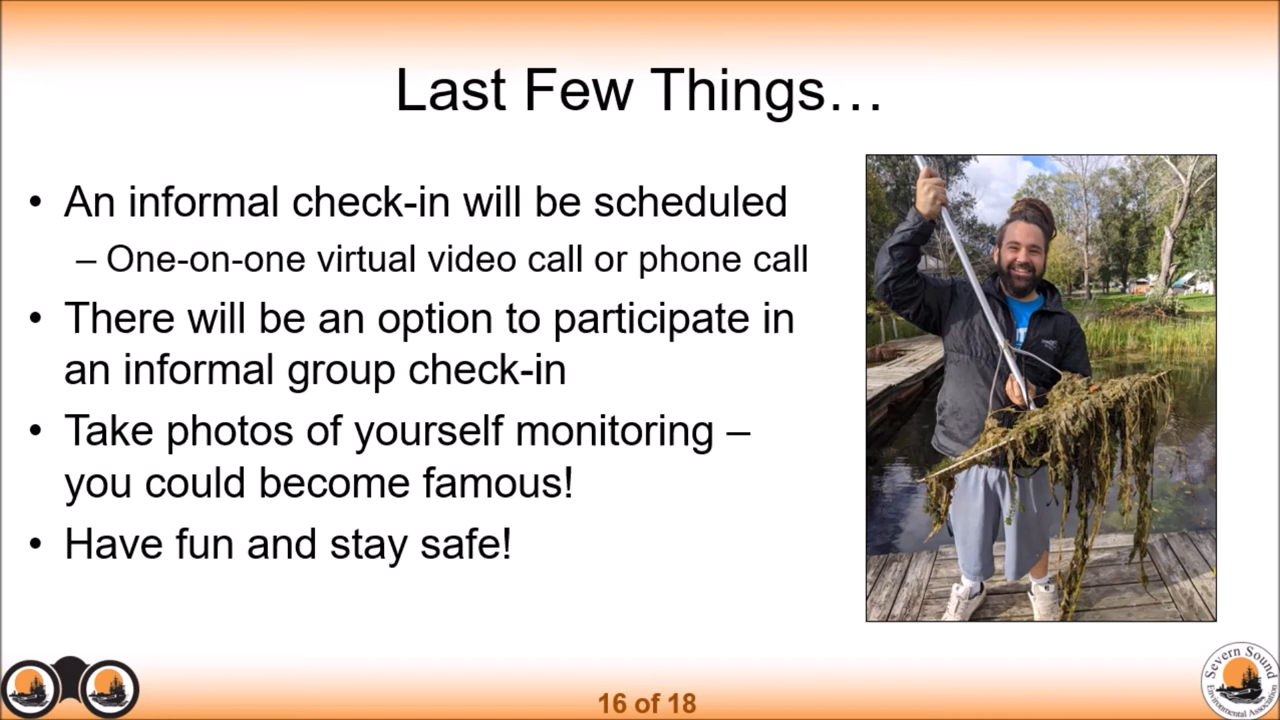 Last Few Things…
• An informal check-in will be scheduled
– One-on-one virtual video call or phone call
• There will be an option to participate in
an informal group check-in
• Take photos of yourself monitoring –
you could become famous!
• Have fun and stay safe!
16 of 18
Severn Sound
Environmental Association